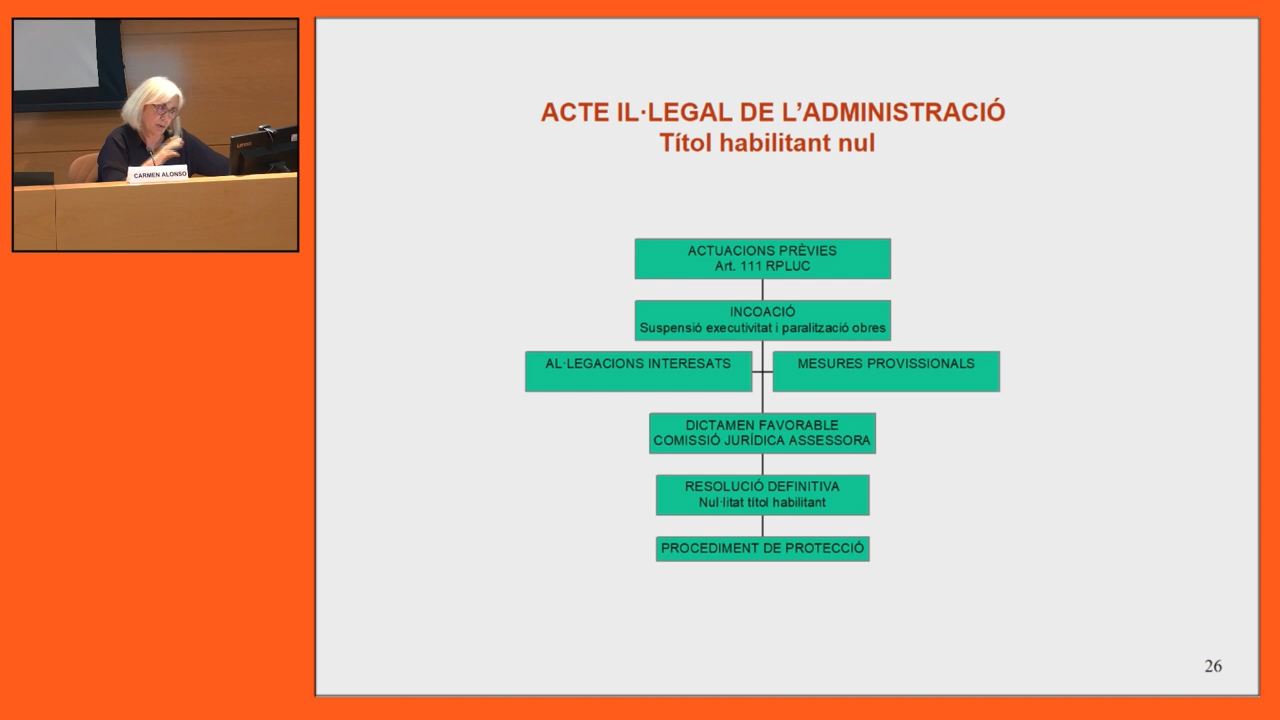 CARMEN ALONSO
ACTE IL·LEGAL DE L’ADMINISTRACIÓ
Títol habilitant nul
ACTUACIONS PRÈVIES
Art. 111 RPLUC
INCOACIÓ
Suspensió executivitat i paralització obres
AL·LEGACIONS INTERESATS
MESURES PROVISSIONALS
DICTAMEN FAVORABLE
COMISSIÓ JURÍDICA ASSESSORA
RESOLUCIÓ DEFINITIVA
Nul·litat títol habilitant
PROCEDIMENT DE PROTECCIÓ
26